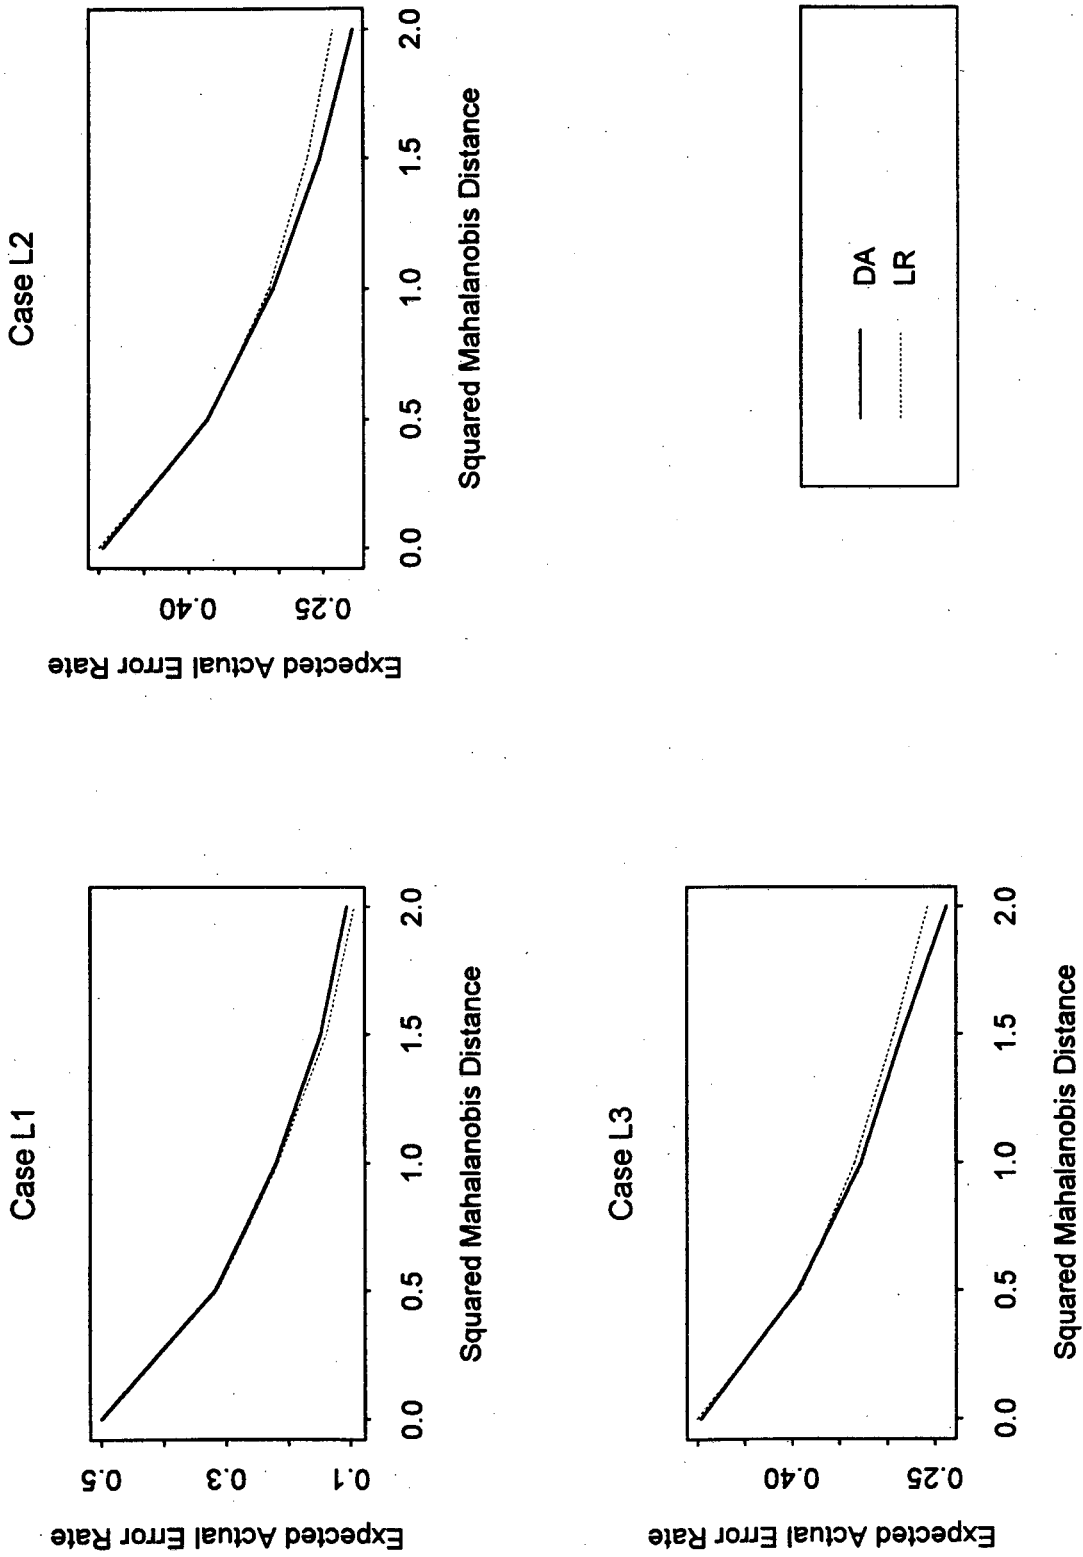 Case L1
Expected Actual Error Rate
0.5
0.3
0.1
0.0
0.5
1.0
1.5
2.0
Squared Mahalanobis Distance
Case L2
Expected Actual Error Rate
0.40
0.25
0.0
0.5
1.0
1.5
2.0
Squared Mahalanobis Distance
Case L3
Expected Actual Error Rate
0.40
0.25
0.0
0.5
1.0
1.5
2.0
Squared Mahalanobis Distance
DA
LR